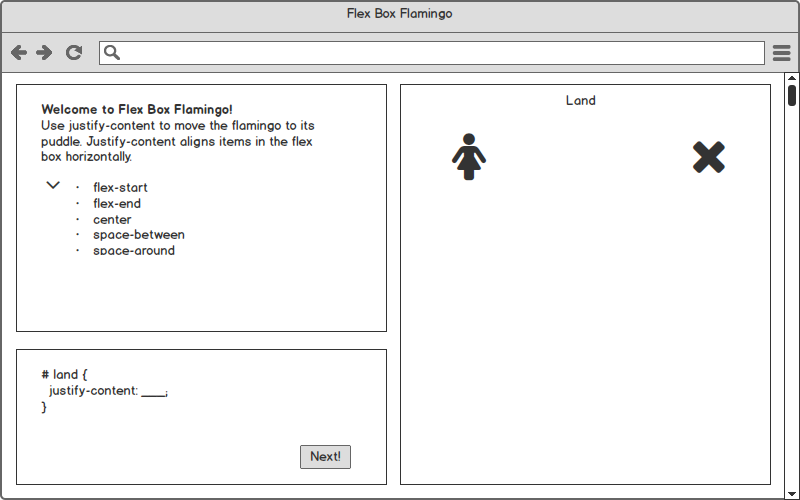 Flex Box Flamingo
Welcome to Flex Box Flamingo!
Use justify-content to move the flamingo to its
puddle. Justify-content aligns items in the flex
box horizontally.
· flex-start
· flex-end
· center
· space-between
· space-around
# land {
justify-content: ____;
}
Next!
Land